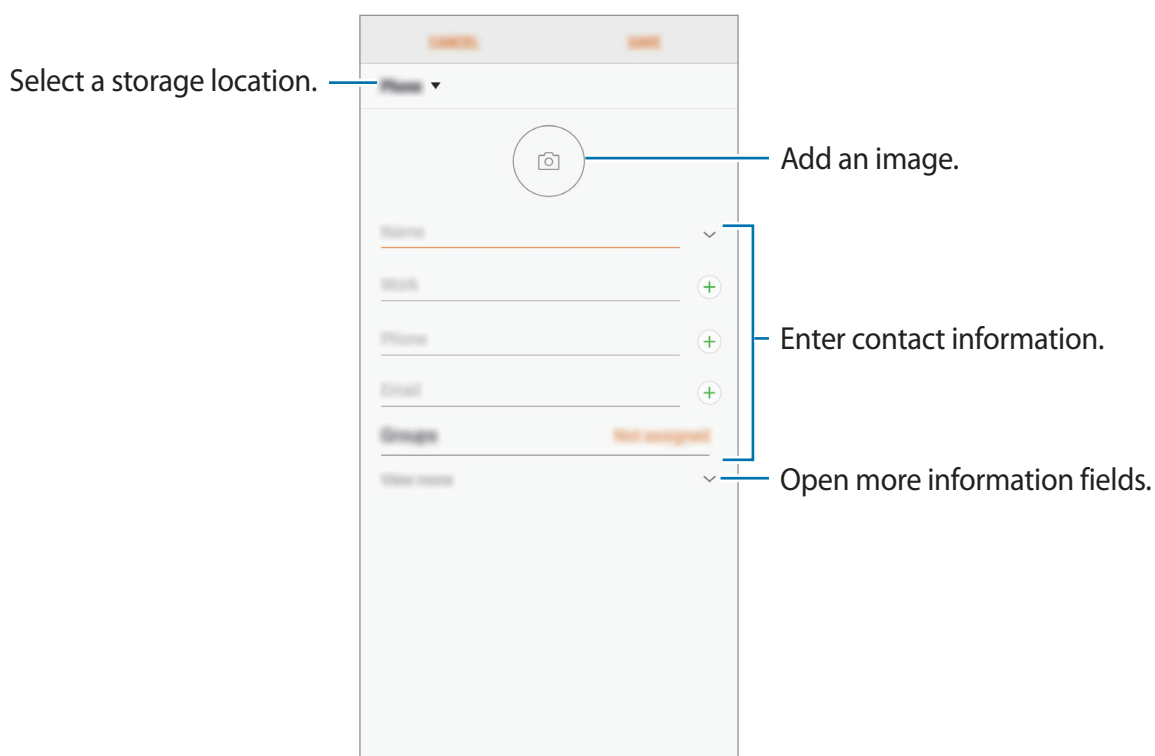 CANCEL SAVE
Select a storage location.
Phone
Add an image.
Name
Work
Phone
Enter contact information.
Email
Groups Not assigned
View more
Open more information fields.